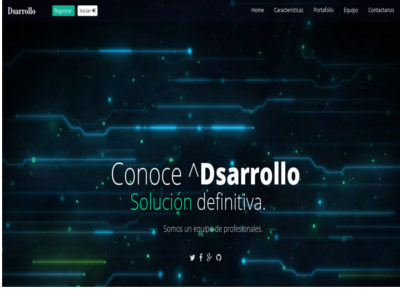 Dsarrollo
Registrar Iniciar
Home Caracteristicas Portafolio Equipo Contactanos
Conoce ^Dsarrollo
Solución definitiva.
Somos un equipo de profesionales.